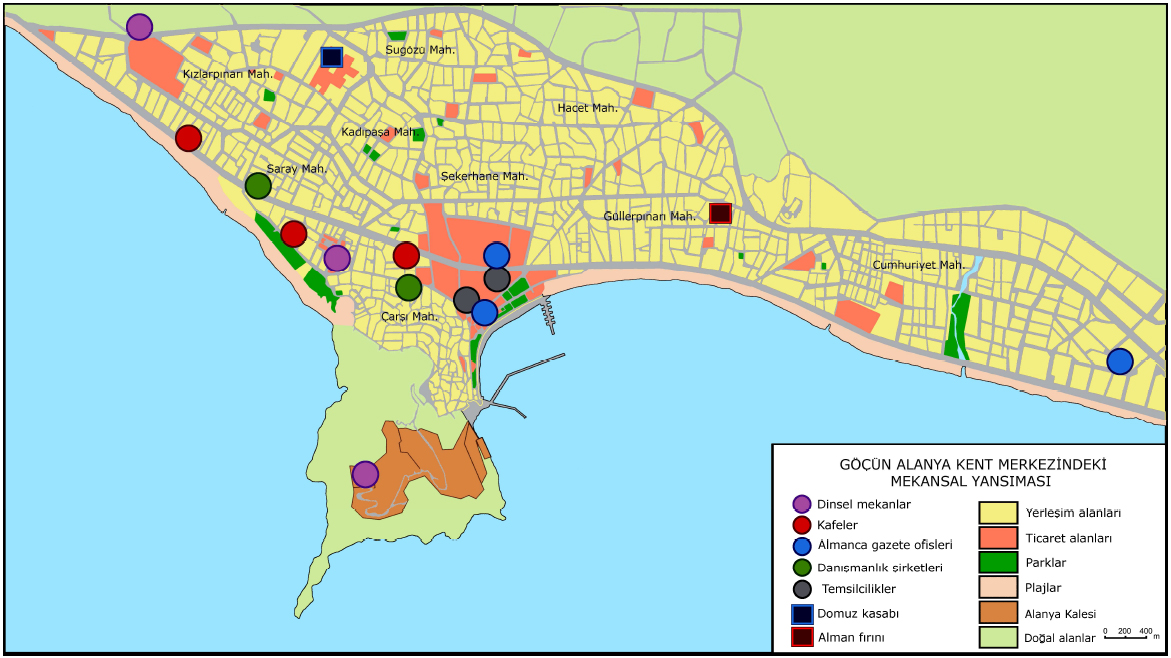 Sugözü Mah.
Kızlarpınarı Mah.
Hacet Mah.
Kadıpaşa Mah.
Saray Mah.
Şekerhane Mah.
Güllerpınarı Mah.
Cumhuriyet Mah.
Çarşı Mah.
GÖÇÜN ALANYA KENT MERKEZİNDEKİ
MEKANSAL YANSIMASI
Dinsel mekanlar
Kafeler
Almanca gazete ofisleri
Danışmanlık şirketleri
Temsilcilikler
Domuz kasabı
Alman fırını
Yerleşim alanları
Ticaret alanları
Parklar
Plajlar
Alanya Kalesi
Doğal alanlar
0 200 400 m